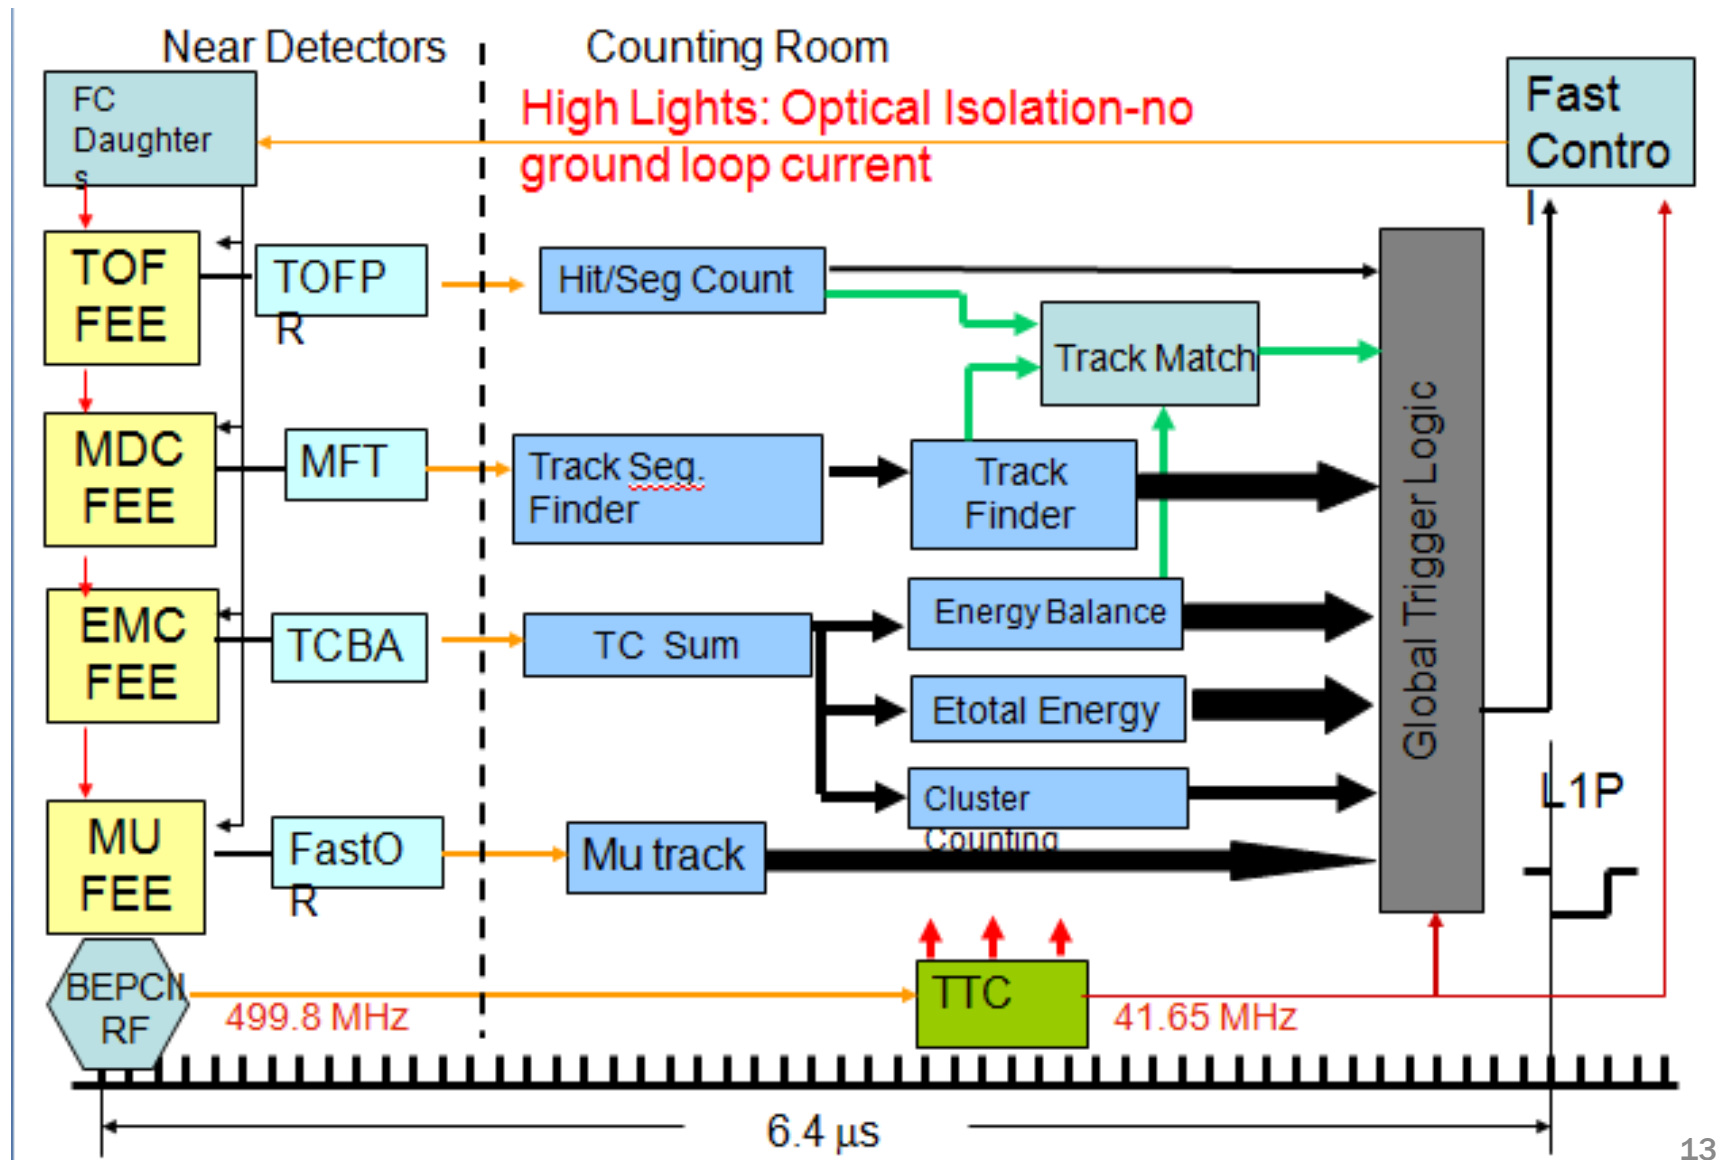 Near Detectors
Counting Room
FC
Daughter
s
High Lights: Optical Isolation-no
ground loop current
Fast
Contro
l
TOF
FEE
TOFP
R
Hit/Seg Count
Track Match
MDC
FEE
MFT
Track Seg.
Finder
Track
Finder
Global Trigger Logic
EMC
FEE
TCBA
TC Sum
Energy Balance
Etotal Energy
Cluster
Counting
L1P
MU
FEE
FastO
R
Mu track
BEPCII
RF
499.8 MHz
TTC
41.65 MHz
6.4 μs
13